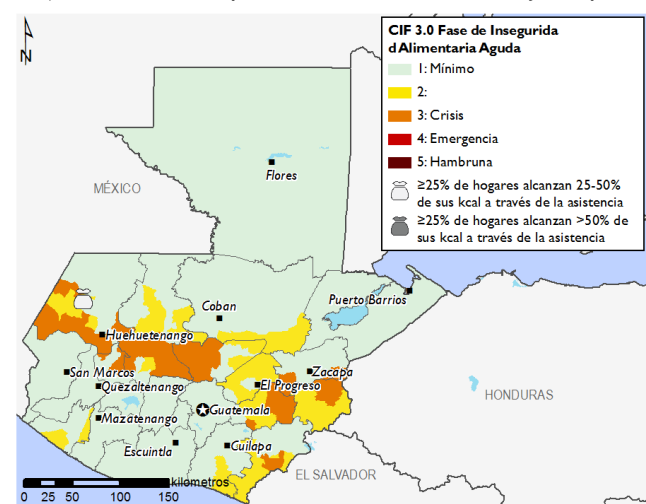 CIF 3.0 Fase de Insegurida
d Alimentaria Aguda
1: Mínimo
2:
3: Crisis
4: Emergencia
5: Hambruna
≥25% de hogares alcanzan 25-50%
de sus kcal a través de la asistencia
≥25% de hogares alcanzan >50% de
sus kcal a través de la asistencia
N
Flores
MÉXICO
Puerto Barrios
Coban
Huehuetenango
San Marcos
Zacapa
Quezaltenango
El Progreso
HONDURAS
Guatemala
Mazatenango
Escuintla
Cuilapa
EL SALVADOR
kilometros
0 25 50 100 150